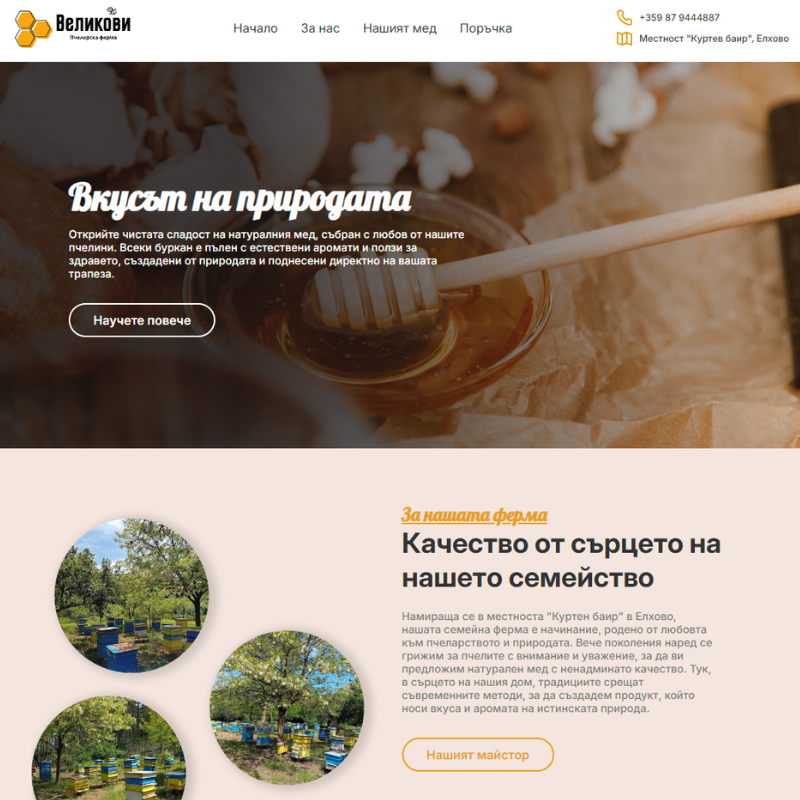 Великови
Пчеларска ферма
Начало За нас Нашият мед Поръчка
+359 87 9444887
Местност "Куртев баир", Елхово
Вкусът на природата
Открийте чистата сладост на натуралния мед, събран с любов от нашите
пчелини. Всеки буркан е пълен с естествени аромати и ползи за
здравето, създадени от природата и поднесени директно на вашата
трапеза.
Научете повече
За нашата ферма
Качество от сърцето на
нашето семейство
Намираща се в местноста "Куртен баир" в Елхово,
нашата семейна ферма е начинание, родено от любовта
към пчеларството и природата. Вече поколения наред се
грижим за пчелите с внимание и уважение, за да ви
предложим натурален мед с ненадминато качество. Тук,
в сърцето на нашия дом, традициите срещат
съвременните методи, за да създадем продукт, който
носи вкуса и аромата на истинската природа.
Нашият майстор